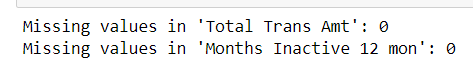 Missing values in 'Total Trans Amt': 0
Missing values in 'Months Inactive 12 mon': 0